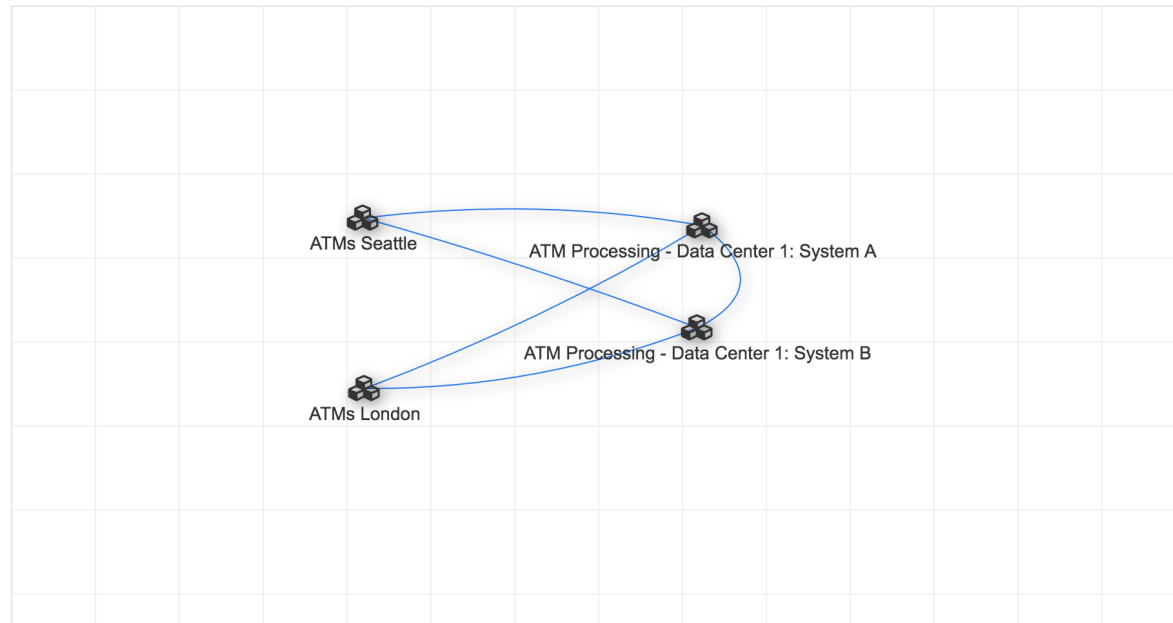 ATMs Seattle
ATM Processing - Data Center 1: System A
ATM Processing - Data Center 1: System B
ATMs London